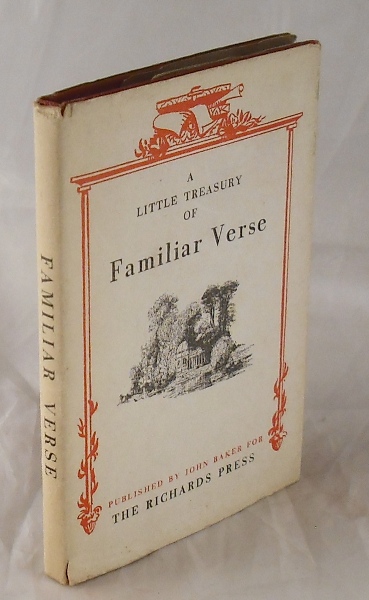 A
LITTLE TREASURY
OF
Familiar Verse
PUBLISHED BY JOHN BAKER FOR
THE RICHARDS PRESS
FAMILIAR VERSE